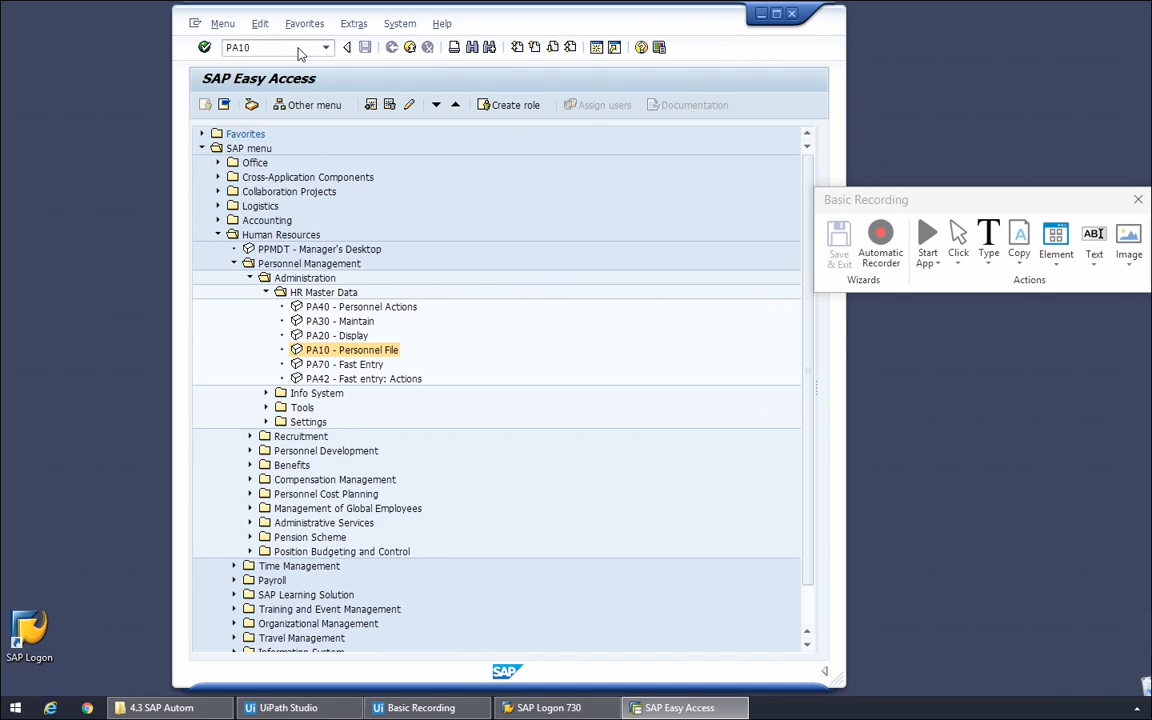 Menu Edit Favorites Extras System Help
PA10
SAP Easy Access
Other menu Create role Assign users Documentation
Favorites
SAP menu
Office
Cross-Application Components
Collaboration Projects
Logistics
Accounting
Human Resources
PPMDT - Manager's Desktop
Personnel Management
Administration
HR Master Data
PA40 - Personnel Actions
PA30 - Maintain
PA20 - Display
PA10 - Personnel File
PA70 - Fast Entry
PA42 - Fast entry: Actions
Info System
Tools
Settings
Recruitment
Personnel Development
Benefits
Compensation Management
Personnel Cost Planning
Management of Global Employees
Administrative Services
Pension Scheme
Position Budgeting and Control
Time Management
Payroll
SAP Learning Solution
Training and Event Management
Organizational Management
Travel Management
Information System
SAP
Basic Recording
Save & Exit
Automatic Recorder
Start App
Click
T
Type
A
Copy
Element
AB
Text
Image
Wizards
Actions
SAP Logon
4.3 SAP Autom
Ui UiPath Studio
Ui Basic Recording
SAP Logon 730
SAP Easy Access